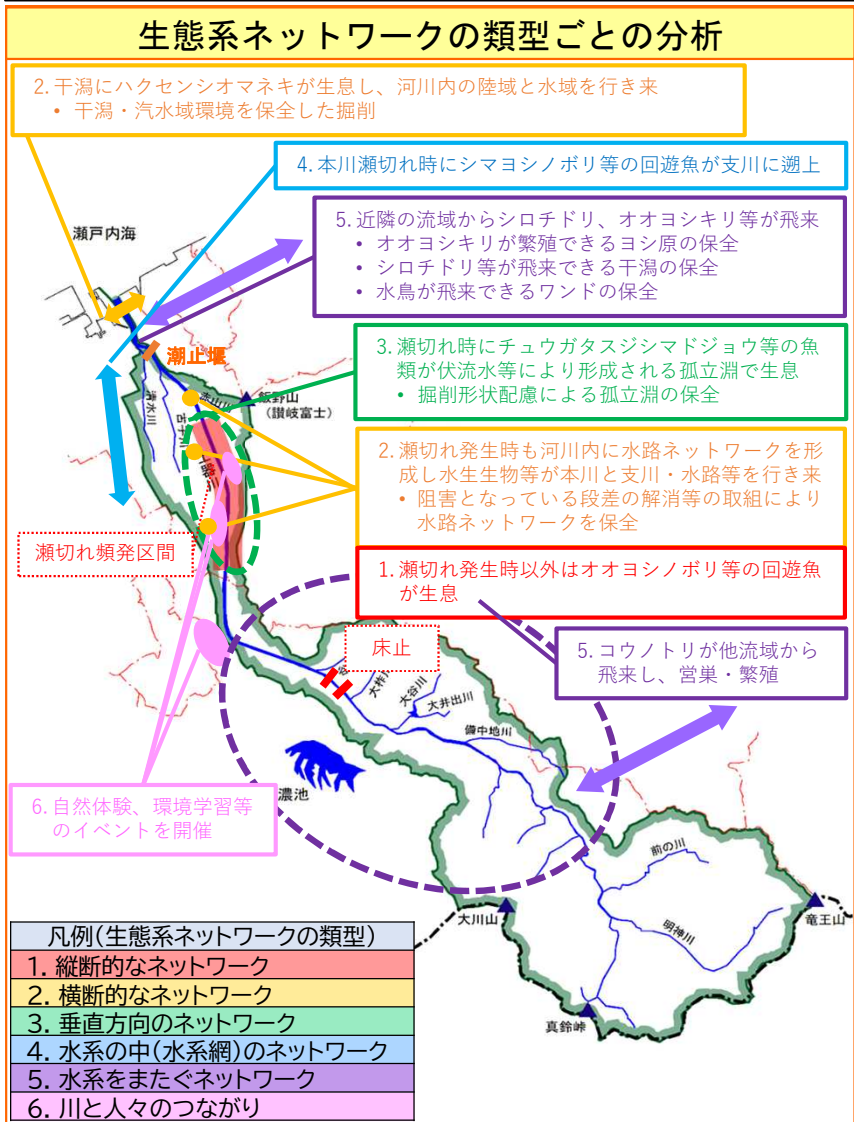 生態系ネットワークの類型ごとの分析
2. 干潟にハクセンシオマネキが生息し、河川内の陸域と水域を行き来
• 干潟・汽水域環境を保全した掘削
4. 本川瀬切れ時にシマヨシノボリ等の回遊魚が支川に遡上
瀬戸内海
5. 近隣の流域からシロチドリ、オオヨシキリ等が飛来
• オオヨシキリが繁殖できるヨシ原の保全
• シロチドリ等が飛来できる干潟の保全
• 水鳥が飛来できるワンドの保全
潮止堰
3. 瀬切れ時にチュウガタスジシマドジョウ等の魚
類が伏流水等により形成される孤立淵で生息
• 掘削形状配慮による孤立淵の保全
飯野山
(讃岐富士)
清水川
古子川
2. 瀬切れ発生時も河川内に水路ネットワークを形
成し水生生物等が本川と支川・水路等を行き来
• 阻害となっている段差の解消等の取組により
水路ネットワークを保全
瀬切れ頻発区間
1. 瀬切れ発生時以外はオオヨシノボリ等の回遊魚
が生息
床止
5. コウノトリが他流域から
飛来し、営巣・繁殖
大柞川
大谷川
大井出川
備中地川
濃池
6. 自然体験、環境学習等
のイベントを開催
前の川
明神川
大川山
竜王山
真鈴峠
凡例(生態系ネットワークの類型)
1. 縦断的なネットワーク
2. 横断的なネットワーク
3. 垂直方向のネットワーク
4. 水系の中(水系網)のネットワーク
5. 水系をまたぐネットワーク
6. 川と人々のつながり